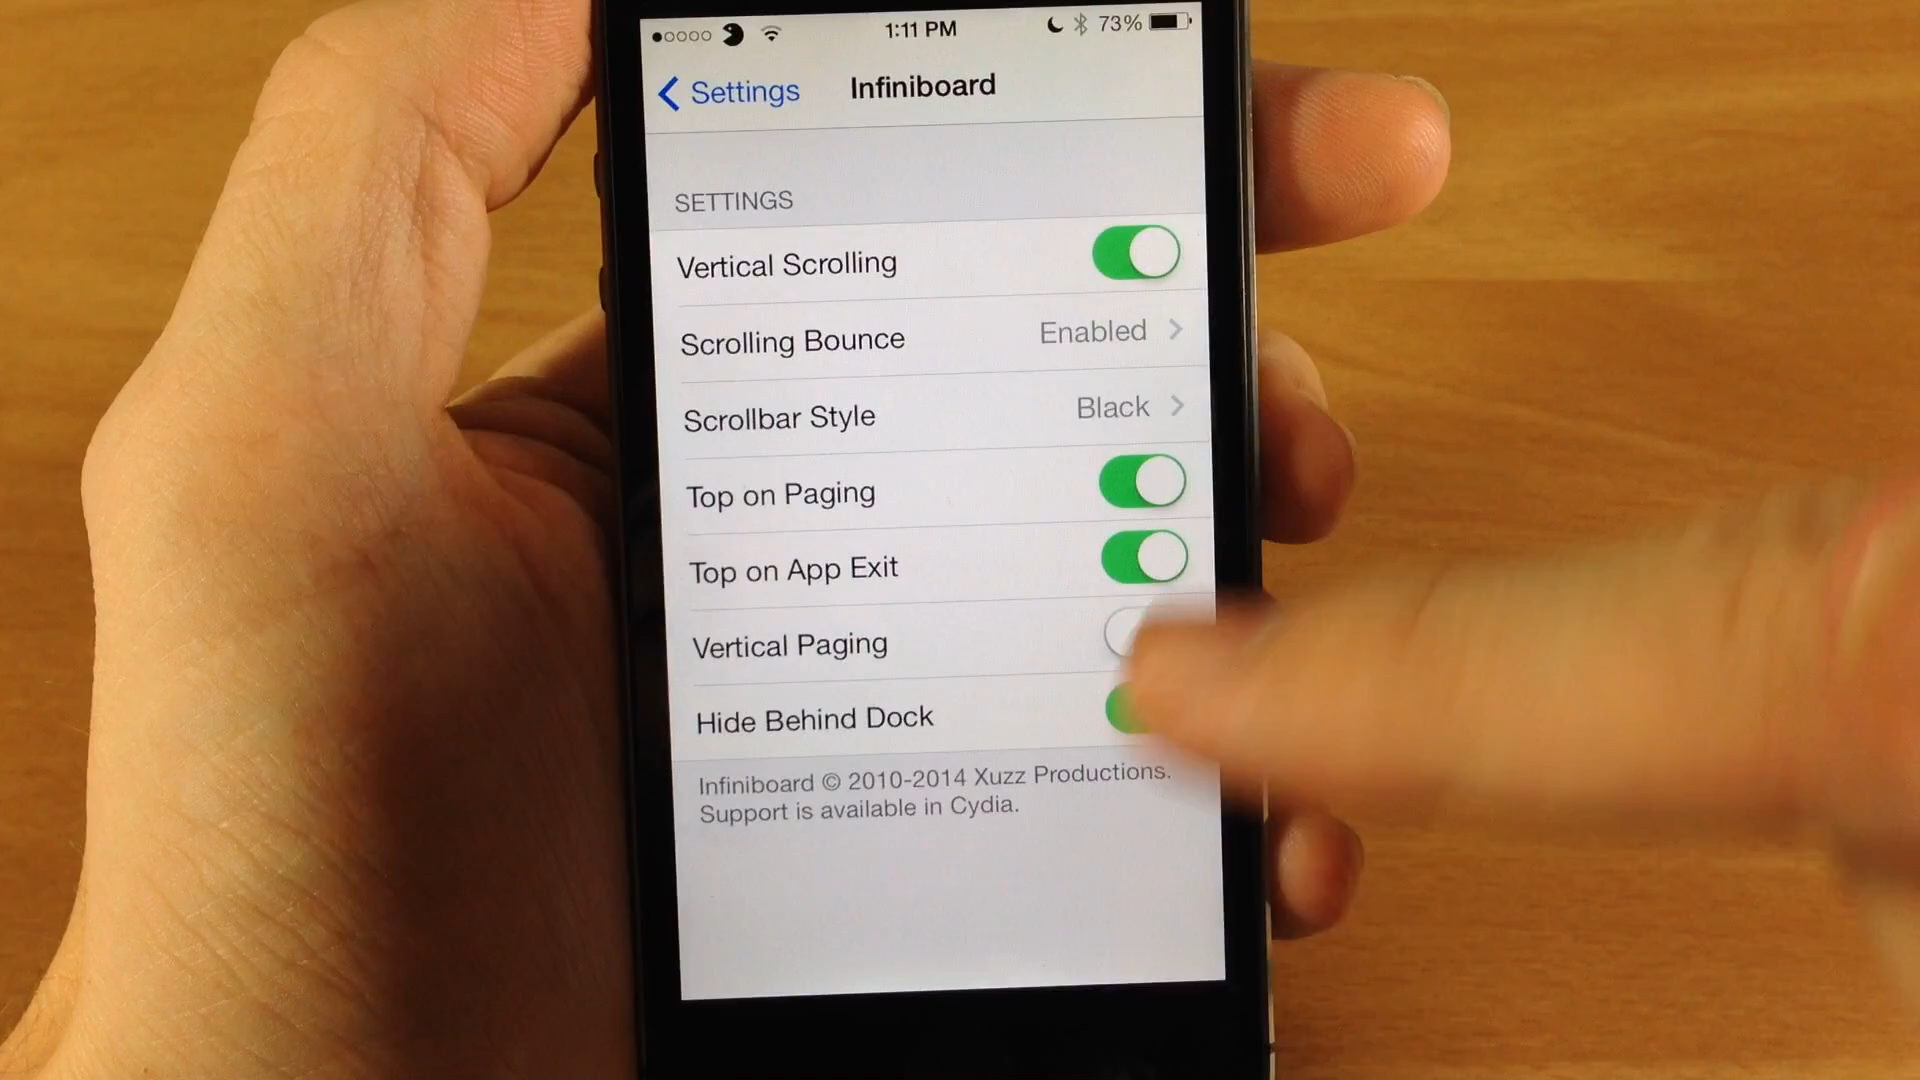 1:11 PM
73%
Settings
Infiniboard
SETTINGS
Vertical Scrolling
Scrolling Bounce Enabled
Scrollbar Style Black
Top on Paging
Top on App Exit
Vertical Paging
Hide Behind Dock
Infiniboard © 2010-2014 Xuzz Productions.
Support is available in Cydia.